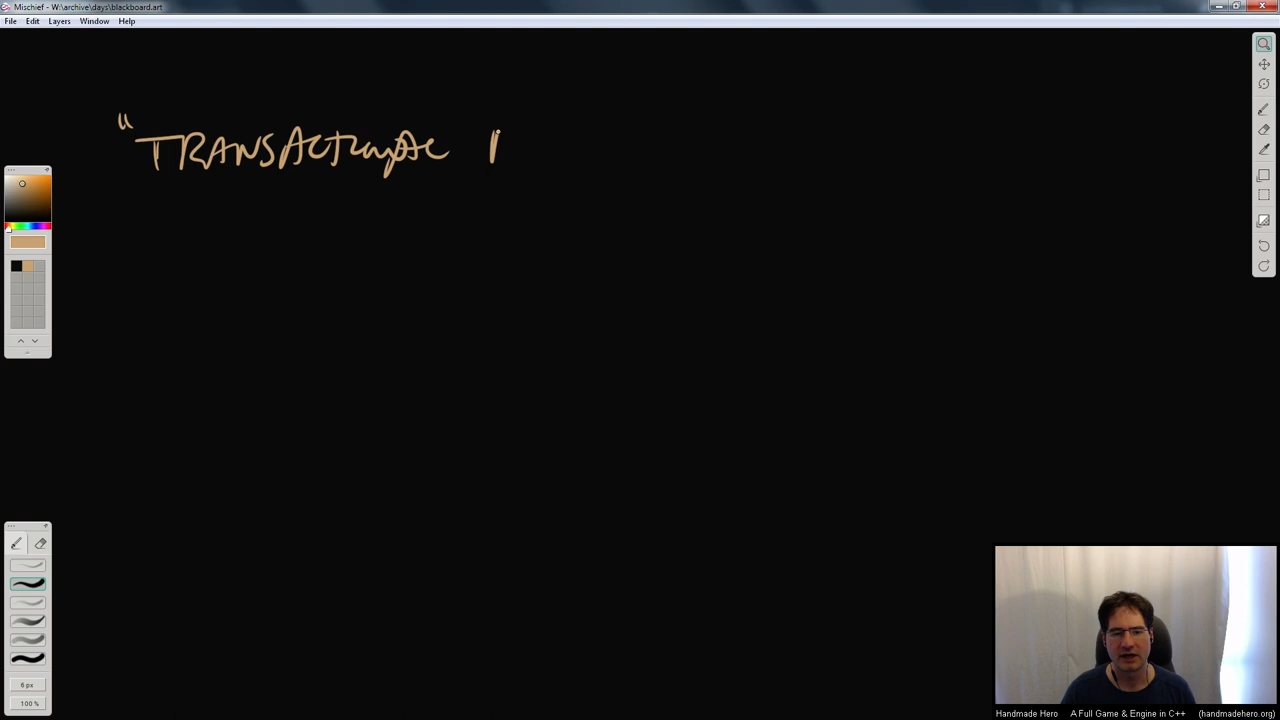 Mischief - W:\archive\days\blackboard.art
File Edit Layers Window Help
"TRANSACTIONAL
6 px
100 %
Handmade Hero A Full Game & Engine in C++ (handmadehero.org)